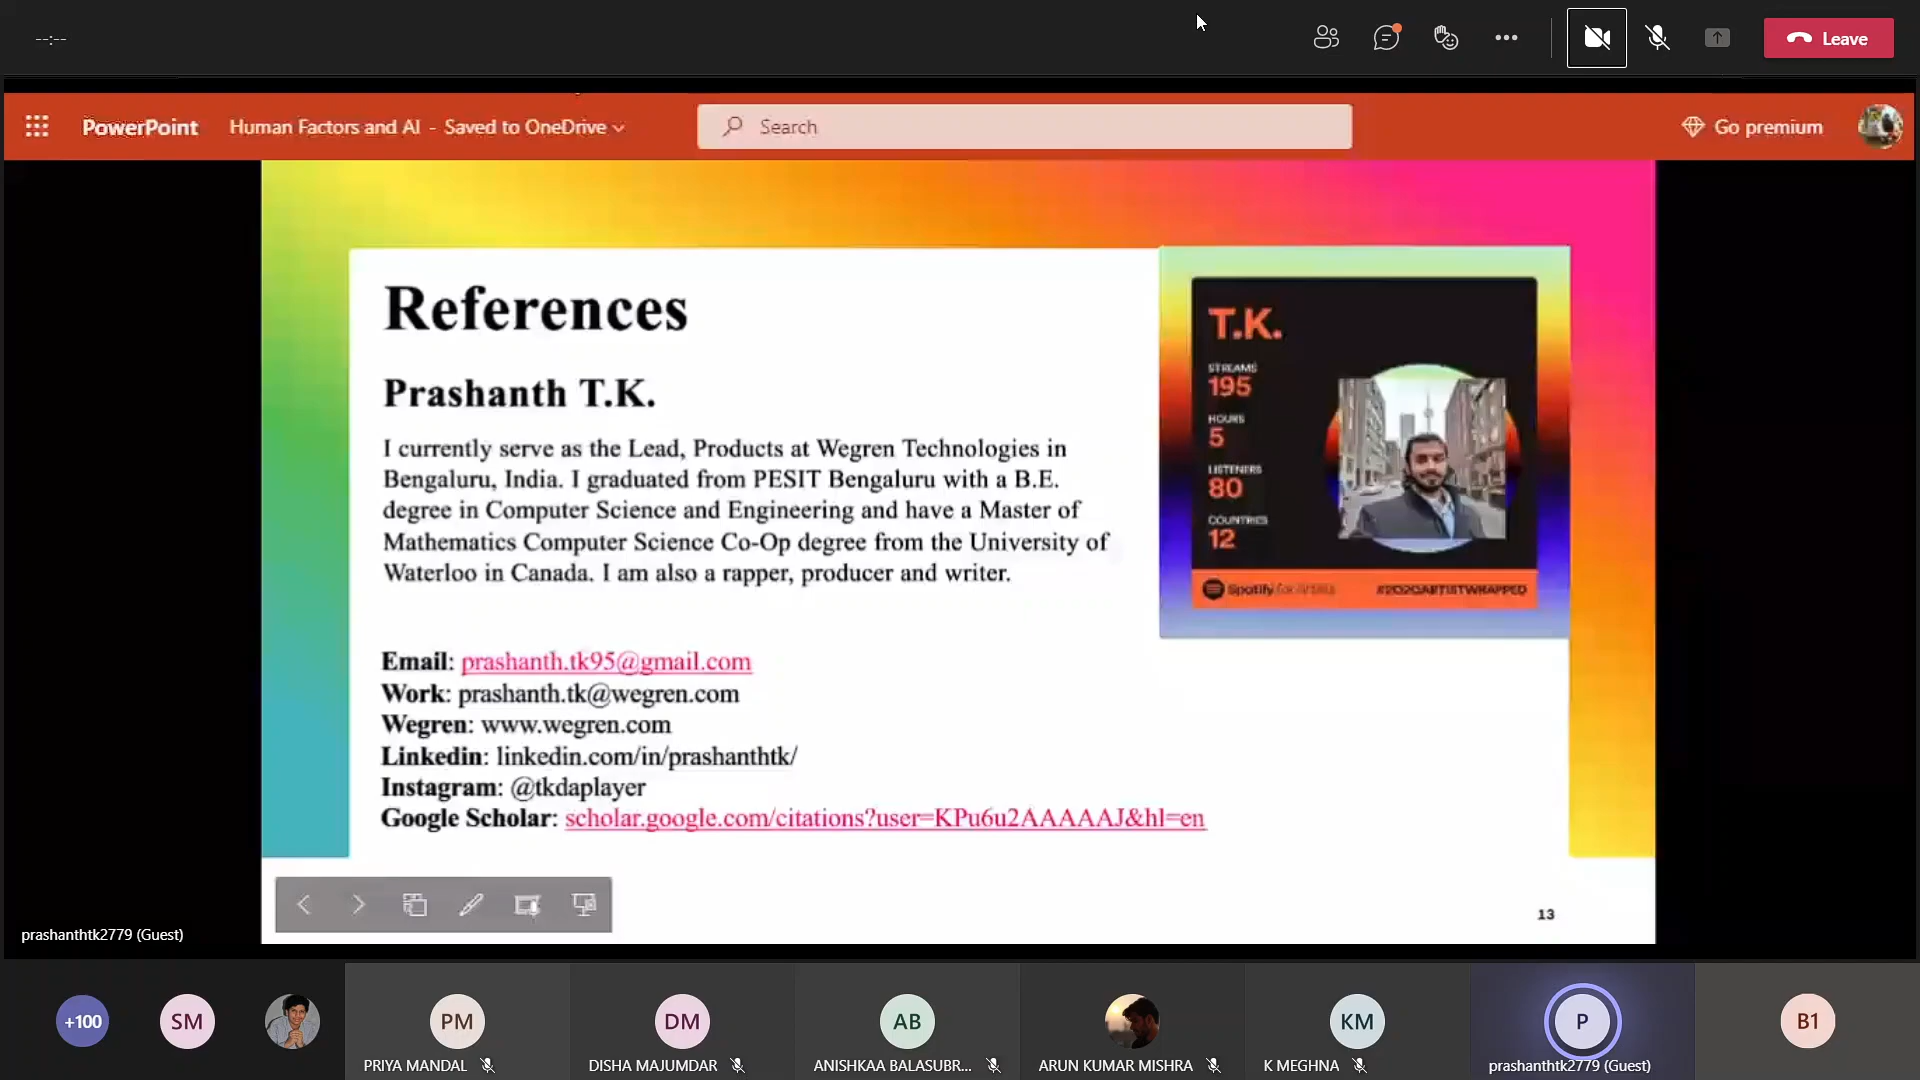 --:--
Leave
PowerPoint
Human Factors and AI - Saved to OneDrive
Search
Go premium
References
Prashanth T.K.
I currently serve as the Lead, Products at Wegren Technologies in
Bengaluru, India. I graduated from PESIT Bengaluru with a B.E.
degree in Computer Science and Engineering and have a Master of
Mathematics Computer Science Co-Op degree from the University of
Waterloo in Canada. I am also a rapper, producer and writer.
Email: prashanth.tk95@gmail.com
Work: prashanth.tk@wegren.com
Wegren: www.wegren.com
Linkedin: linkedin.com/in/prashanthtk/
Instagram: @tkdaplayer
Google Scholar: scholar.google.com/citations?user=KPu6u2AAAAAJ&hl=en
T.K.
STREAMS
195
HOURS
5
LISTENERS
80
COUNTRIES
12
Spotify for Artists
#2020ARTISTWRAPPED
13
prashanthtk2779 (Guest)
+100
SM
PM
PRIYA MANDAL
DM
DISHA MAJUMDAR
AB
ANISHKAA BALASUBR...
ARUN KUMAR MISHRA
KM
K MEGHNA
P
prashanthtk2779 (Guest)
B1